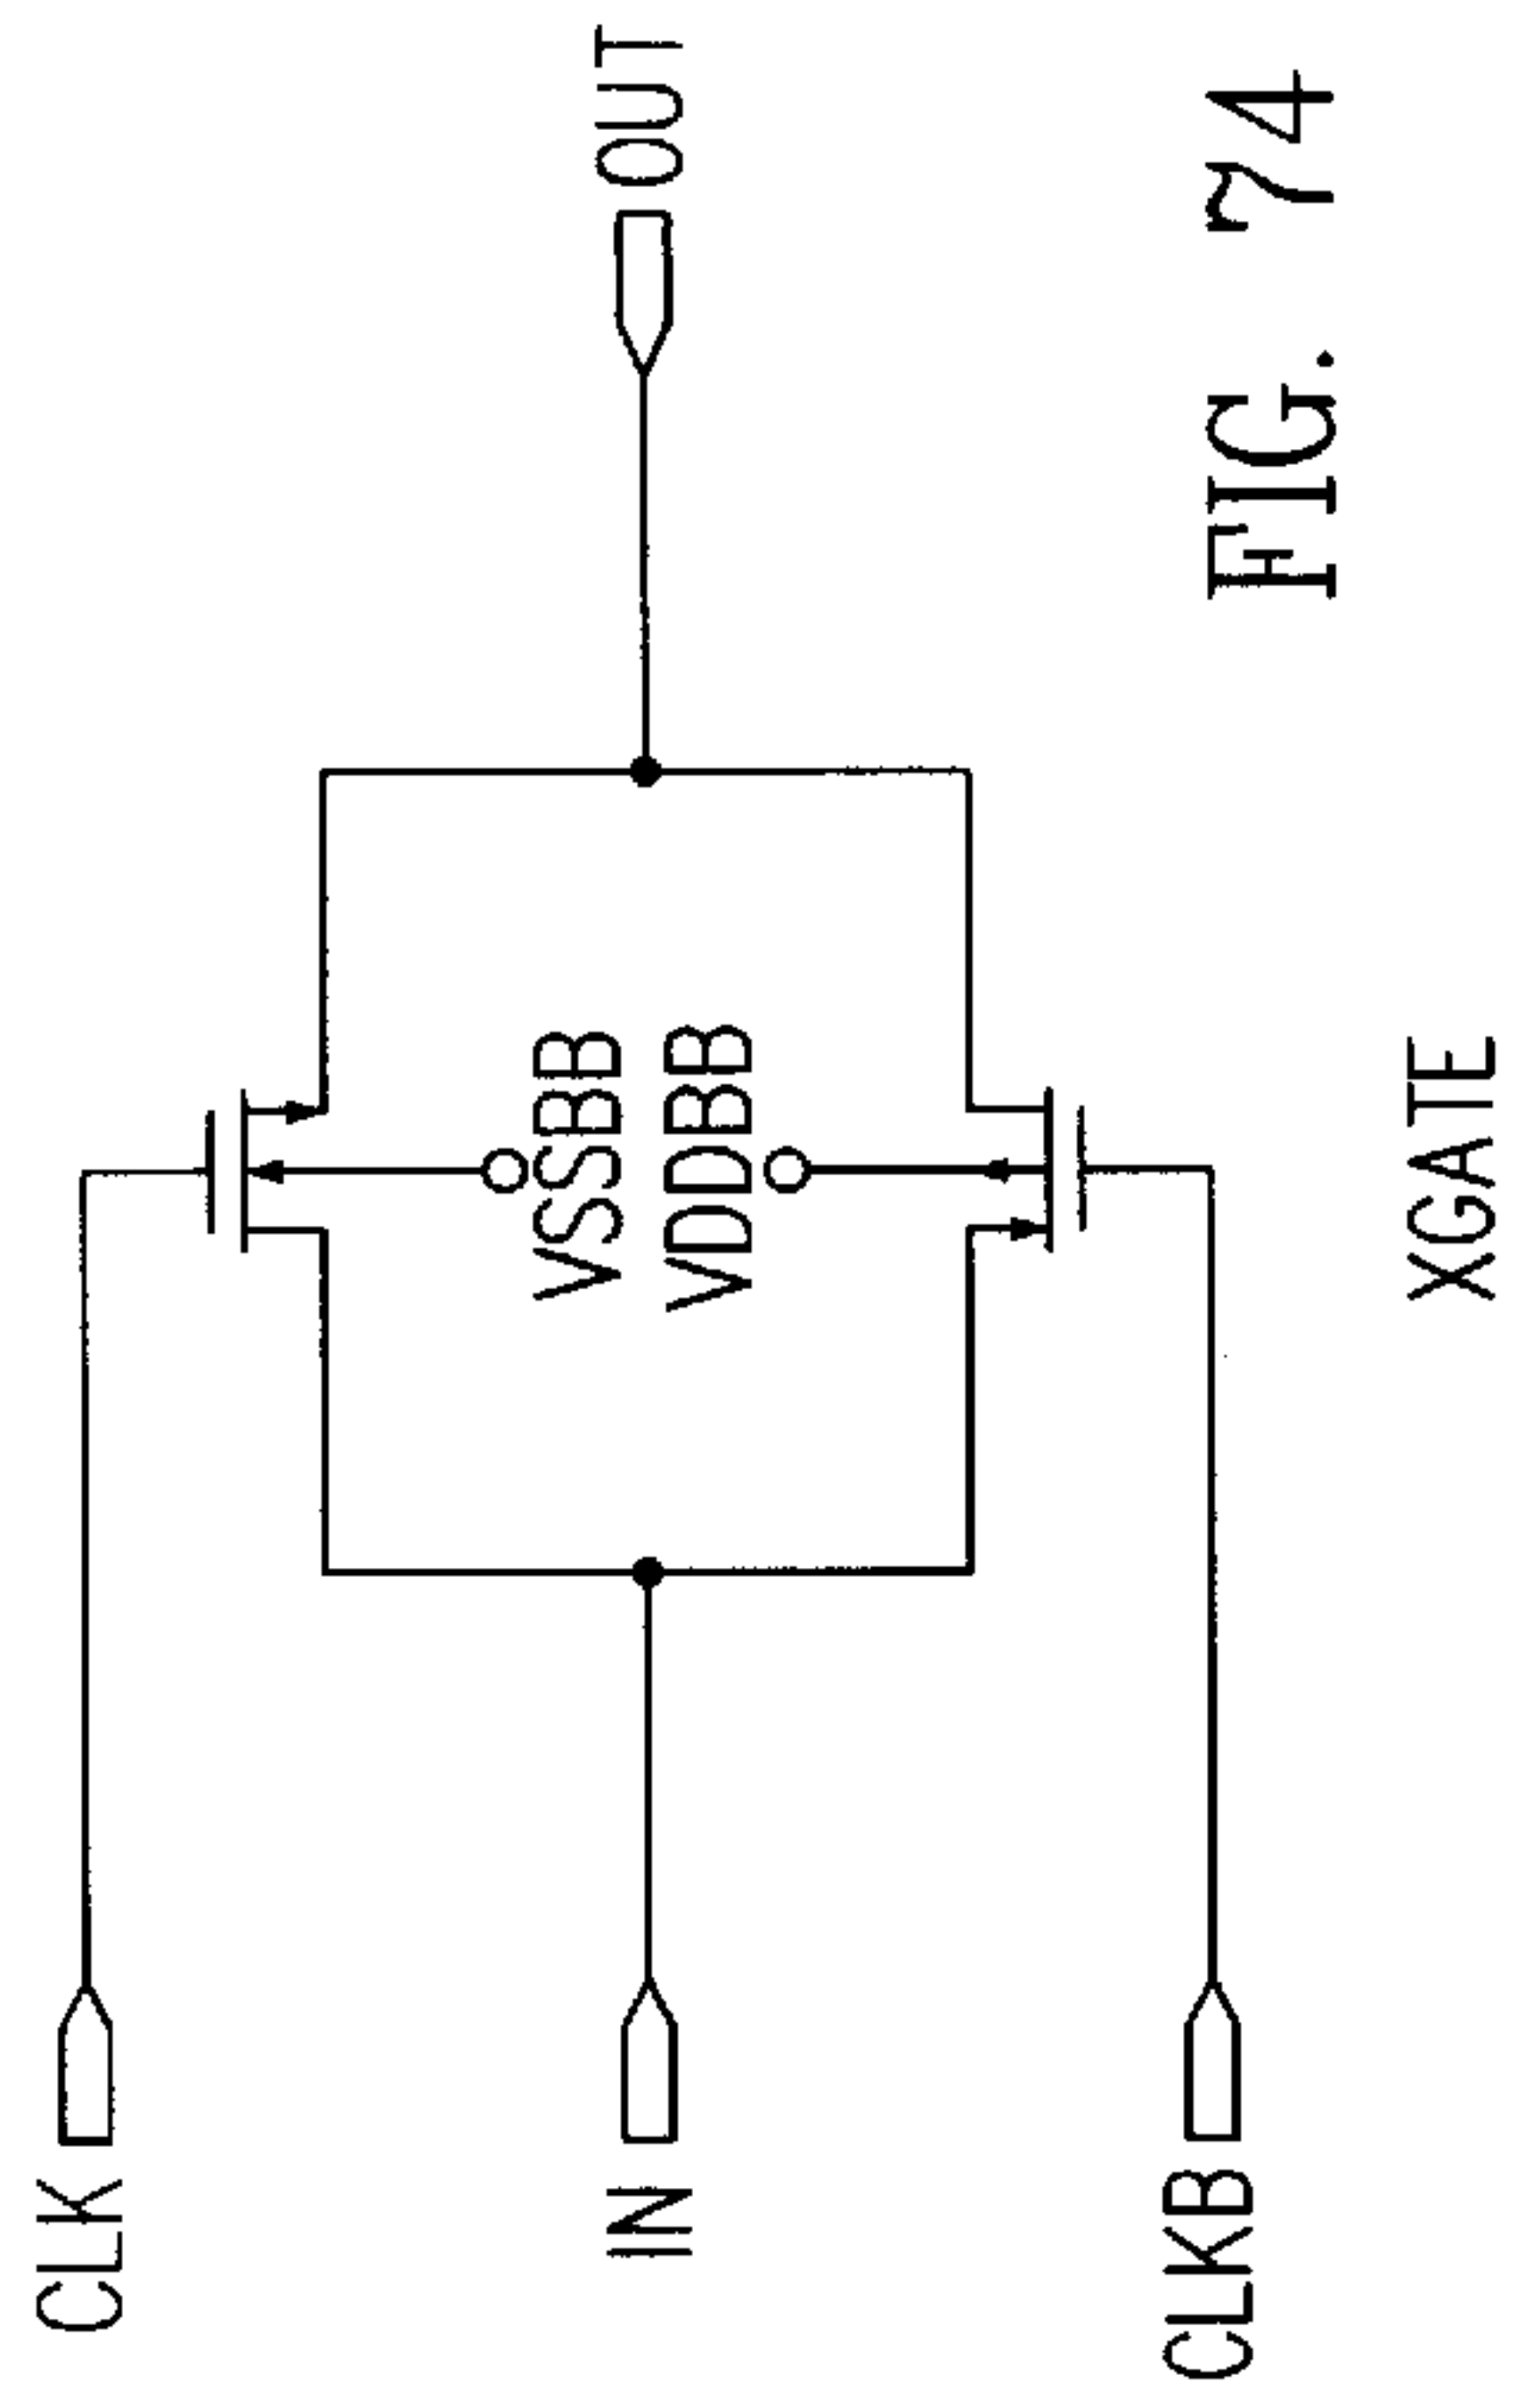 CLK
OUT
VSSBB
VDDBB
IN
CLKB
FIG. 74
XGATE